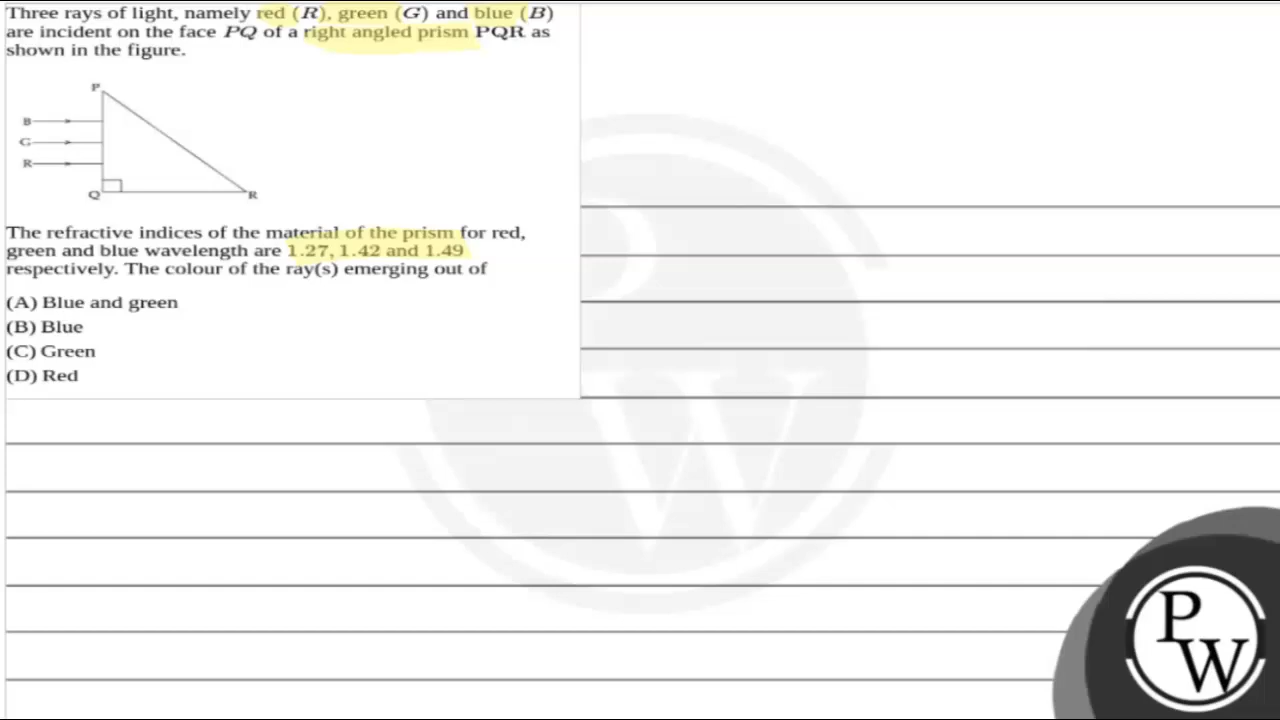 Three rays of light, namely red (R), green (G) and blue (B)
are incident on the face PQ of a right angled prism PQR as
shown in the figure.
P
B
G
R
Q
R
The refractive indices of the material of the prism for red,
green and blue wavelength are 1.27, 1.42 and 1.49
respectively. The colour of the ray(s) emerging out of
(A) Blue and green
(B) Blue
(C) Green
(D) Red
P
W
P
W